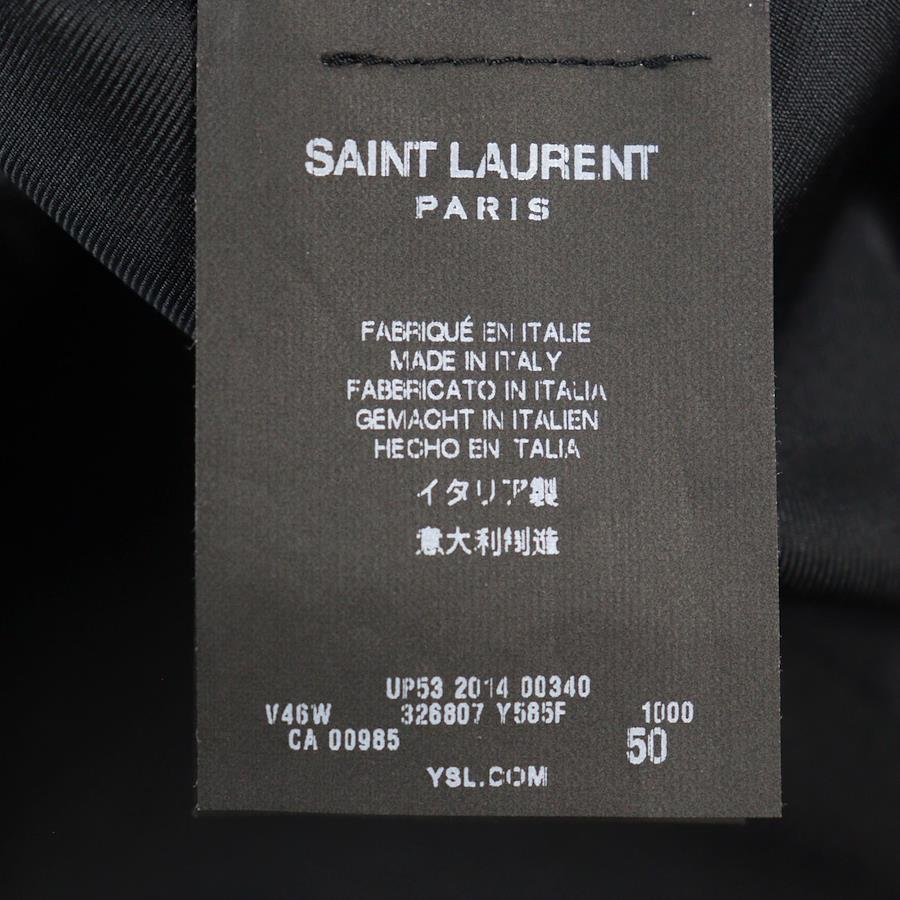 SAINT LAURENT
PARIS
FABRIQUÉ EN ITALIE
MADE IN ITALY
FABBRICATO IN ITALIA
GEMACHT IN ITALIEN
HECHO EN ITALIA
イタリア製
意大利制造
UP53 2014 00340
V46W 326807 Y585F 1000
CA 00985 50
YSL.COM